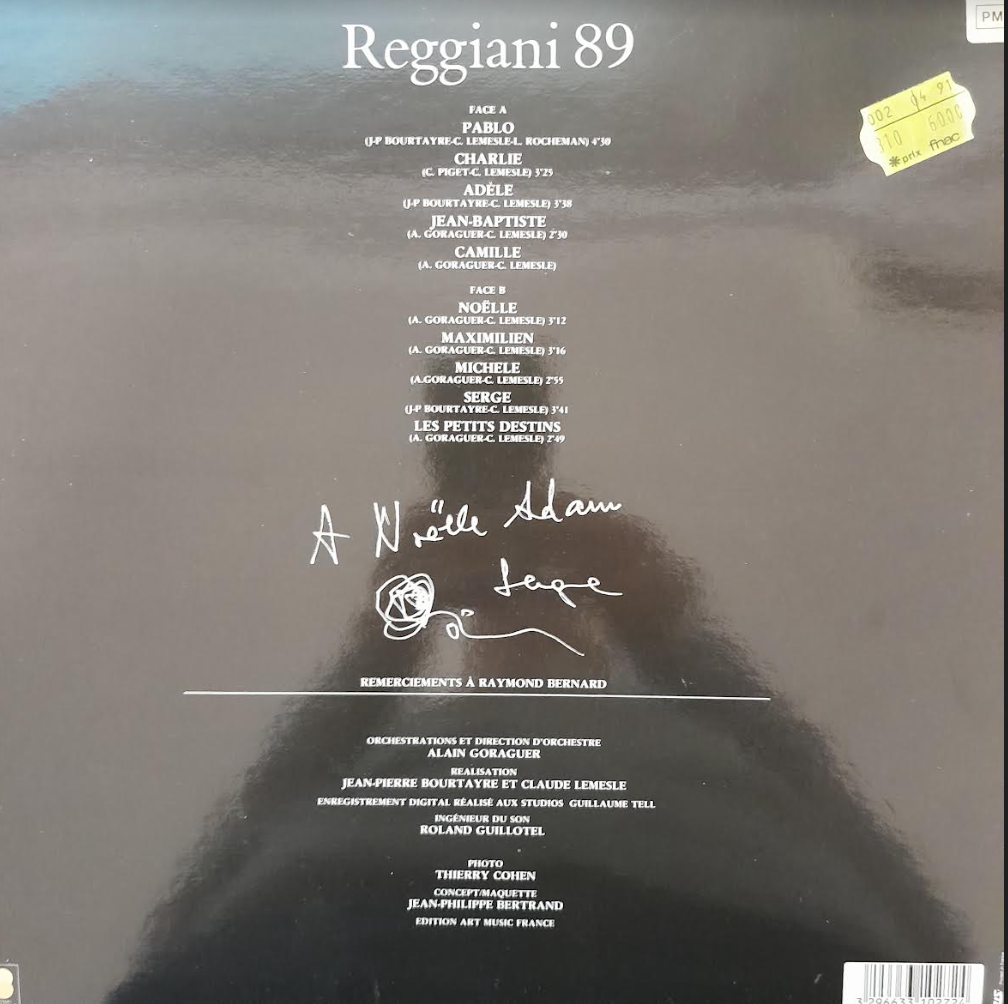 Reggiani 89
PM
002 04 91
310 6000
*prix fnac
FACE A
PABLO
(J-P BOURTAYRE-C. LEMESLE-L. ROCHEMAN) 4'30
CHARLIE
(C. PIGET-C. LEMESLE) 3'25
ADÈLE
(J-P BOURTAYRE-C. LEMESLE) 3'38
JEAN-BAPTISTE
(A. GORAGUER-C. LEMESLE) 2'30
CAMILLE
(A. GORAGUER-C. LEMESLE)
FACE B
NOËLLE
(A. GORAGUER-C. LEMESLE) 3'12
MAXIMILIEN
(A. GORAGUER-C. LEMESLE) 3'16
MICHELE
(A.GORAGUER-C. LEMESLE) 2'55
SERGE
(J-P BOURTAYRE-C. LEMESLE) 3'41
LES PETITS DESTINS
(A. GORAGUER-C. LEMESLE) 2'49
A Noëlle Adam
Serge
REMERCIEMENTS À RAYMOND BERNARD
ORCHESTRATIONS ET DIRECTION D'ORCHESTRE
ALAIN GORAGUER
REALISATION
JEAN-PIERRE BOURTAYRE ET CLAUDE LEMESLE
ENREGISTREMENT DIGITAL RÉALISÉ AUX STUDIOS GUILLAUME TELL
INGÉNIEUR DU SON
ROLAND GUILLOTEL
PHOTO
THIERRY COHEN
CONCEPT/MAQUETTE
JEAN-PHILIPPE BERTRAND
EDITION ART MUSIC FRANCE